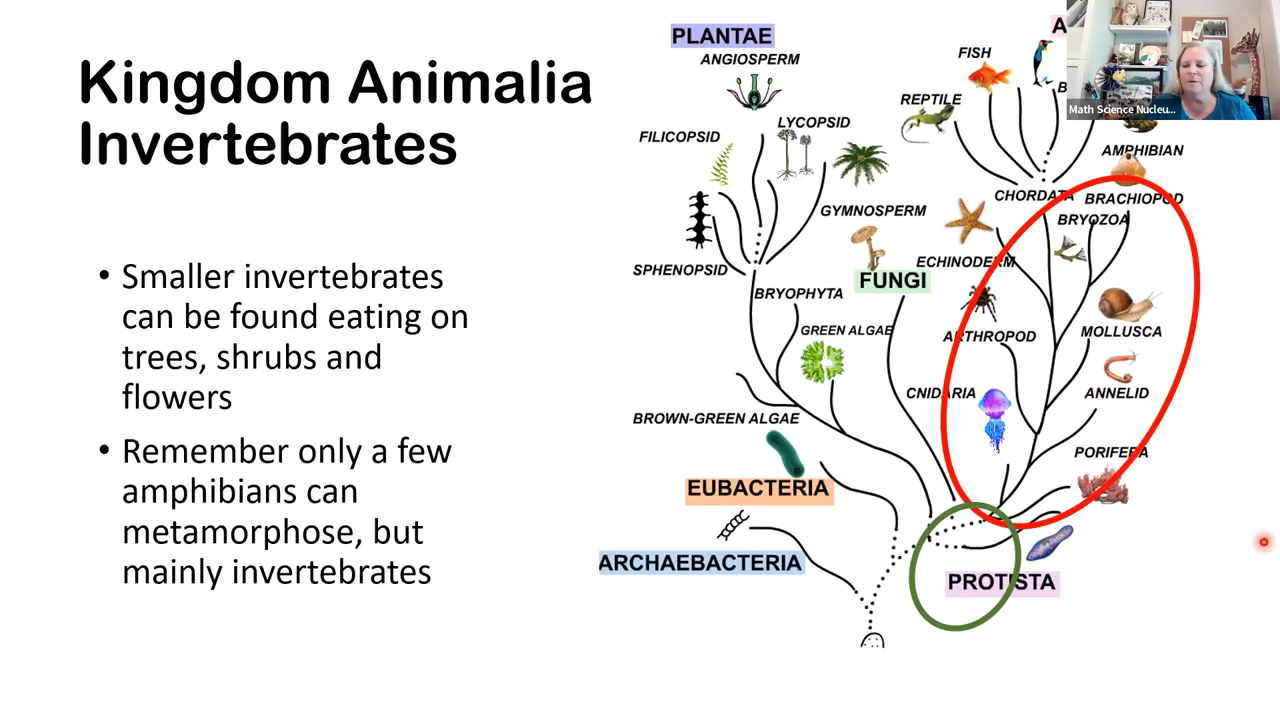 Kingdom Animalia
Invertebrates
• Smaller invertebrates
can be found eating on
trees, shrubs and
flowers
• Remember only a few
amphibians can
metamorphose, but
mainly invertebrates
PLANTAE
ANGIOSPERM
FILICOPSID
LYCOPSID
GYMNOSPERM
SPHENOPSID
BRYOPHYTA
GREEN ALGAE
BROWN-GREEN ALGAE
FUNGI
EUBACTERIA
ARCHAEBACTERIA
PROTISTA
A
FISH
B
REPTILE
AMPHIBIAN
CHORDATA
BRACHIOPOD
BRYOZOA
ECHINODERM
ARTHROPOD
MOLLUSCA
CNIDARIA
ANNELID
PORIFERA
Math Science Nucleu...